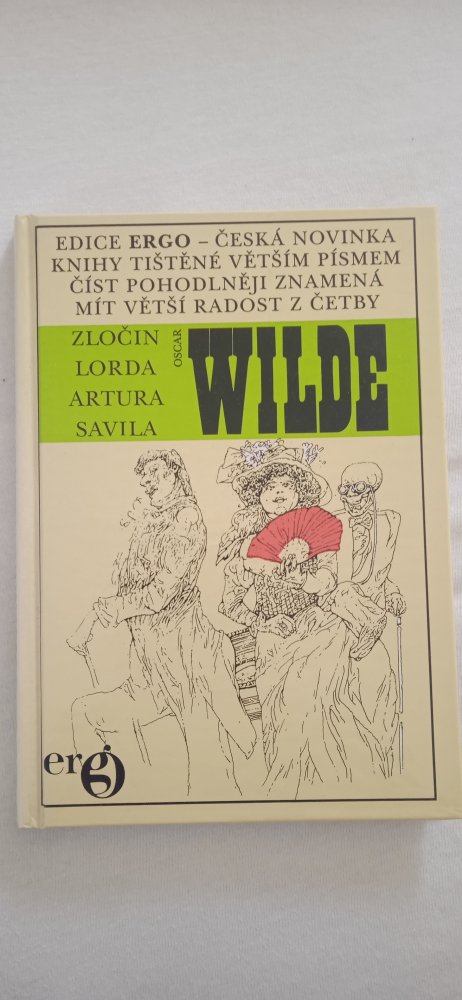 EDICE ERGO – ČESKÁ NOVINKA
KNIHY TIŠTĚNÉ VĚTŠÍM PÍSMEM
ČÍST POHODLNĚJI ZNAMENÁ
MÍT VĚTŠÍ RADOST Z ČETBY
ZLOČIN
LORDA
ARTURA
SAVILA
OSCAR
WILDE
ergo